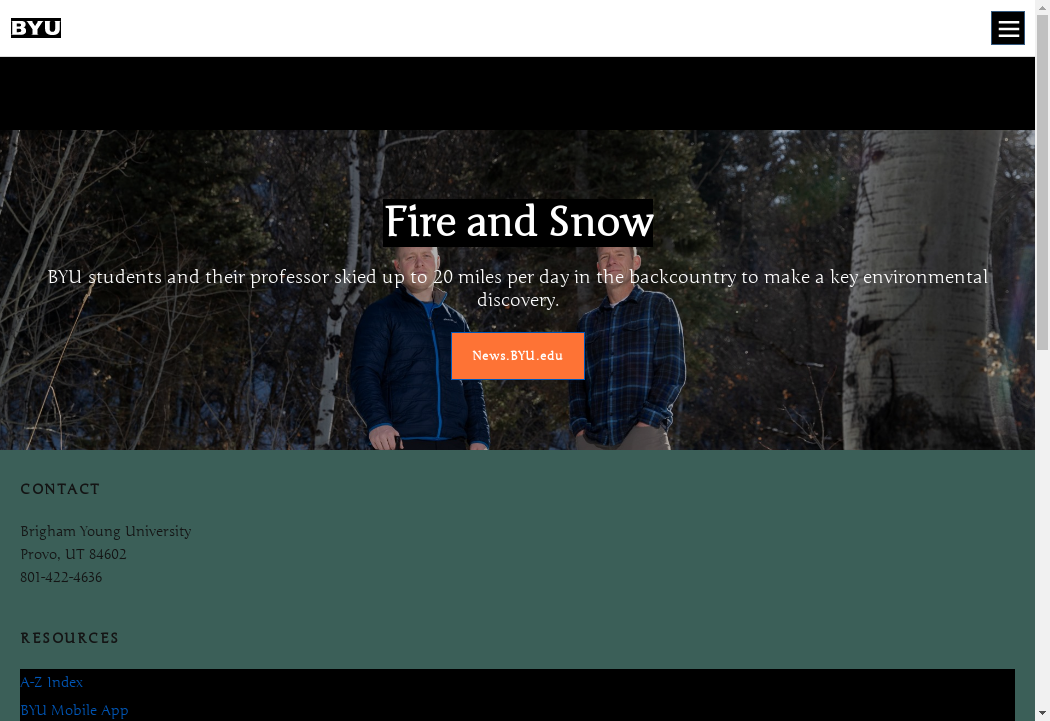 BYU
Fire and Snow
BYU students and their professor skied up to 20 miles per day in the backcountry to make a key environmental
discovery.
News.BYU.edu
CONTACT
Brigham Young University
Provo, UT 84602
801-422-4636
RESOURCES
A-Z Index
BYU Mobile App